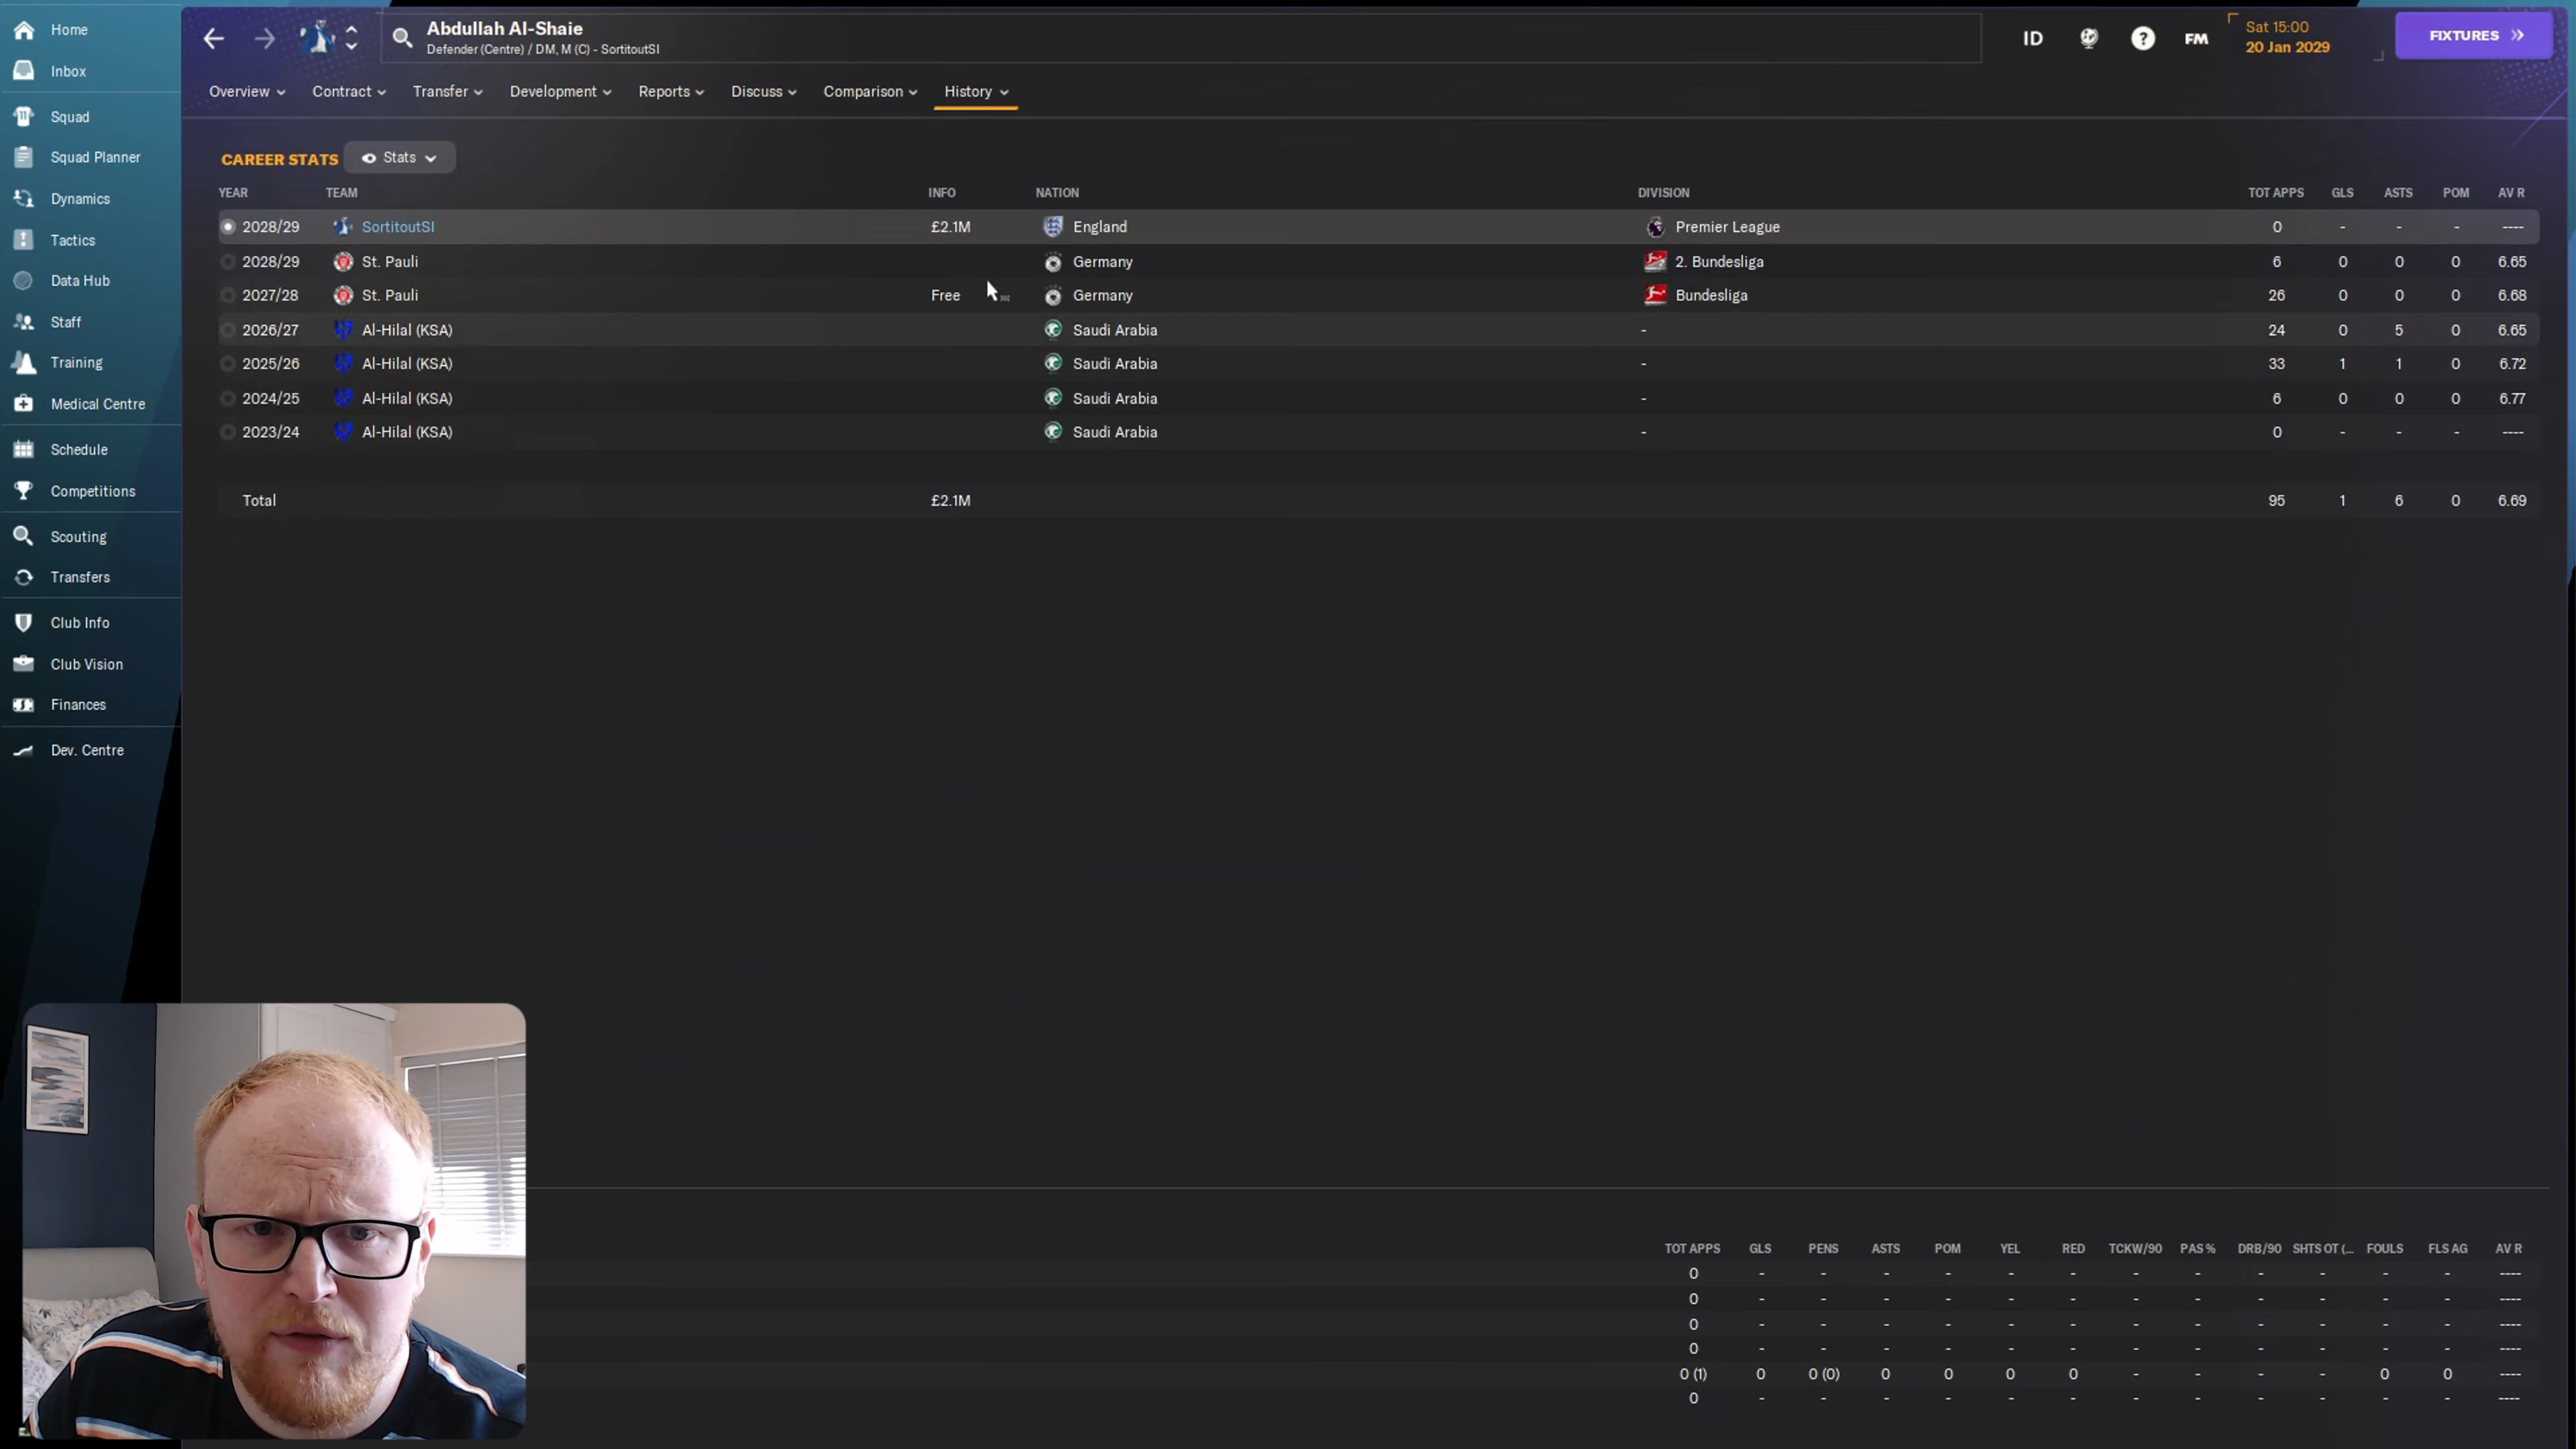 Home
Inbox
Squad
Squad Planner
Dynamics
Tactics
Data Hub
Staff
Training
Medical Centre
Schedule
Competitions
Scouting
Transfers
Club Info
Club Vision
Finances
Dev. Centre
Abdullah Al-Shaie
Defender (Centre) / DM, M (C) - SortitoutSI
ID ? FM
Sat 15:00
20 Jan 2029
FIXTURES
Overview Contract Transfer Development Reports Discuss Comparison History
CAREER STATS Stats
YEAR TEAM INFO NATION DIVISION TOT APPS GLS ASTS POM AV R
2028/29 SortitoutSI £2.1M England Premier League 0 - - - ----
2028/29 St. Pauli Germany 2. Bundesliga 6 0 0 0 6.65
2027/28 St. Pauli Free Germany Bundesliga 26 0 0 0 6.68
2026/27 Al-Hilal (KSA) Saudi Arabia - 24 0 5 0 6.65
2025/26 Al-Hilal (KSA) Saudi Arabia - 33 1 1 0 6.72
2024/25 Al-Hilal (KSA) Saudi Arabia - 6 0 0 0 6.77
2023/24 Al-Hilal (KSA) Saudi Arabia - 0 - - - ----
Total £2.1M 95 1 6 0 6.69
TOT APPS GLS PENS ASTS POM YEL RED TCKW/90 PAS % DRB/90 SHTS OT (... FOULS FLS AG AV R
0 - - - - - - - - - - - - ----
0 - - - - - - - - - - - - ----
0 - - - - - - - - - - - - ----
0 - - - - - - - - - - - - ----
0 (1) 0 0 (0) 0 0 0 0 - - - - 0 0 ----
0 - - - - - - - - - - - - ----